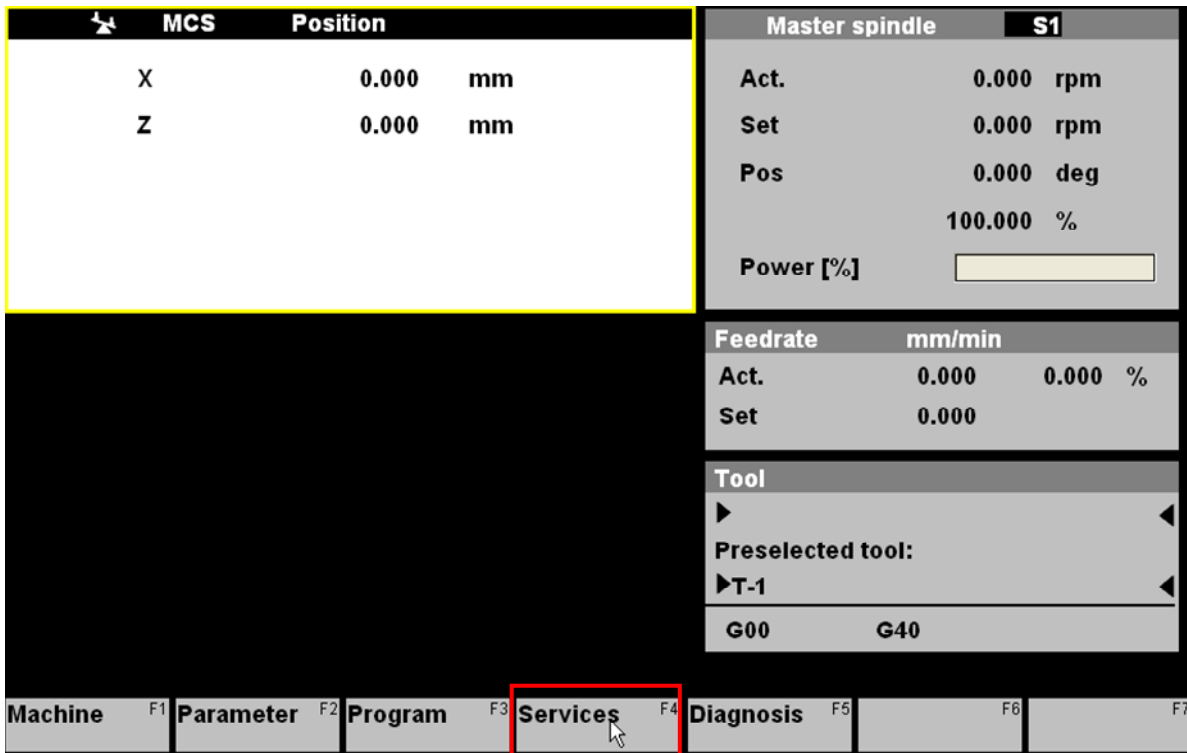 MCS Position
X 0.000 mm
Z 0.000 mm
Master spindle S1
Act. 0.000 rpm
Set 0.000 rpm
Pos 0.000 deg
100.000 %
Power [%]
Feedrate mm/min
Act. 0.000 0.000 %
Set 0.000
Tool
Preselected tool:
T-1
G00 G40
Machine F1 Parameter F2 Program F3 Services F4 Diagnosis F5 F6 F7